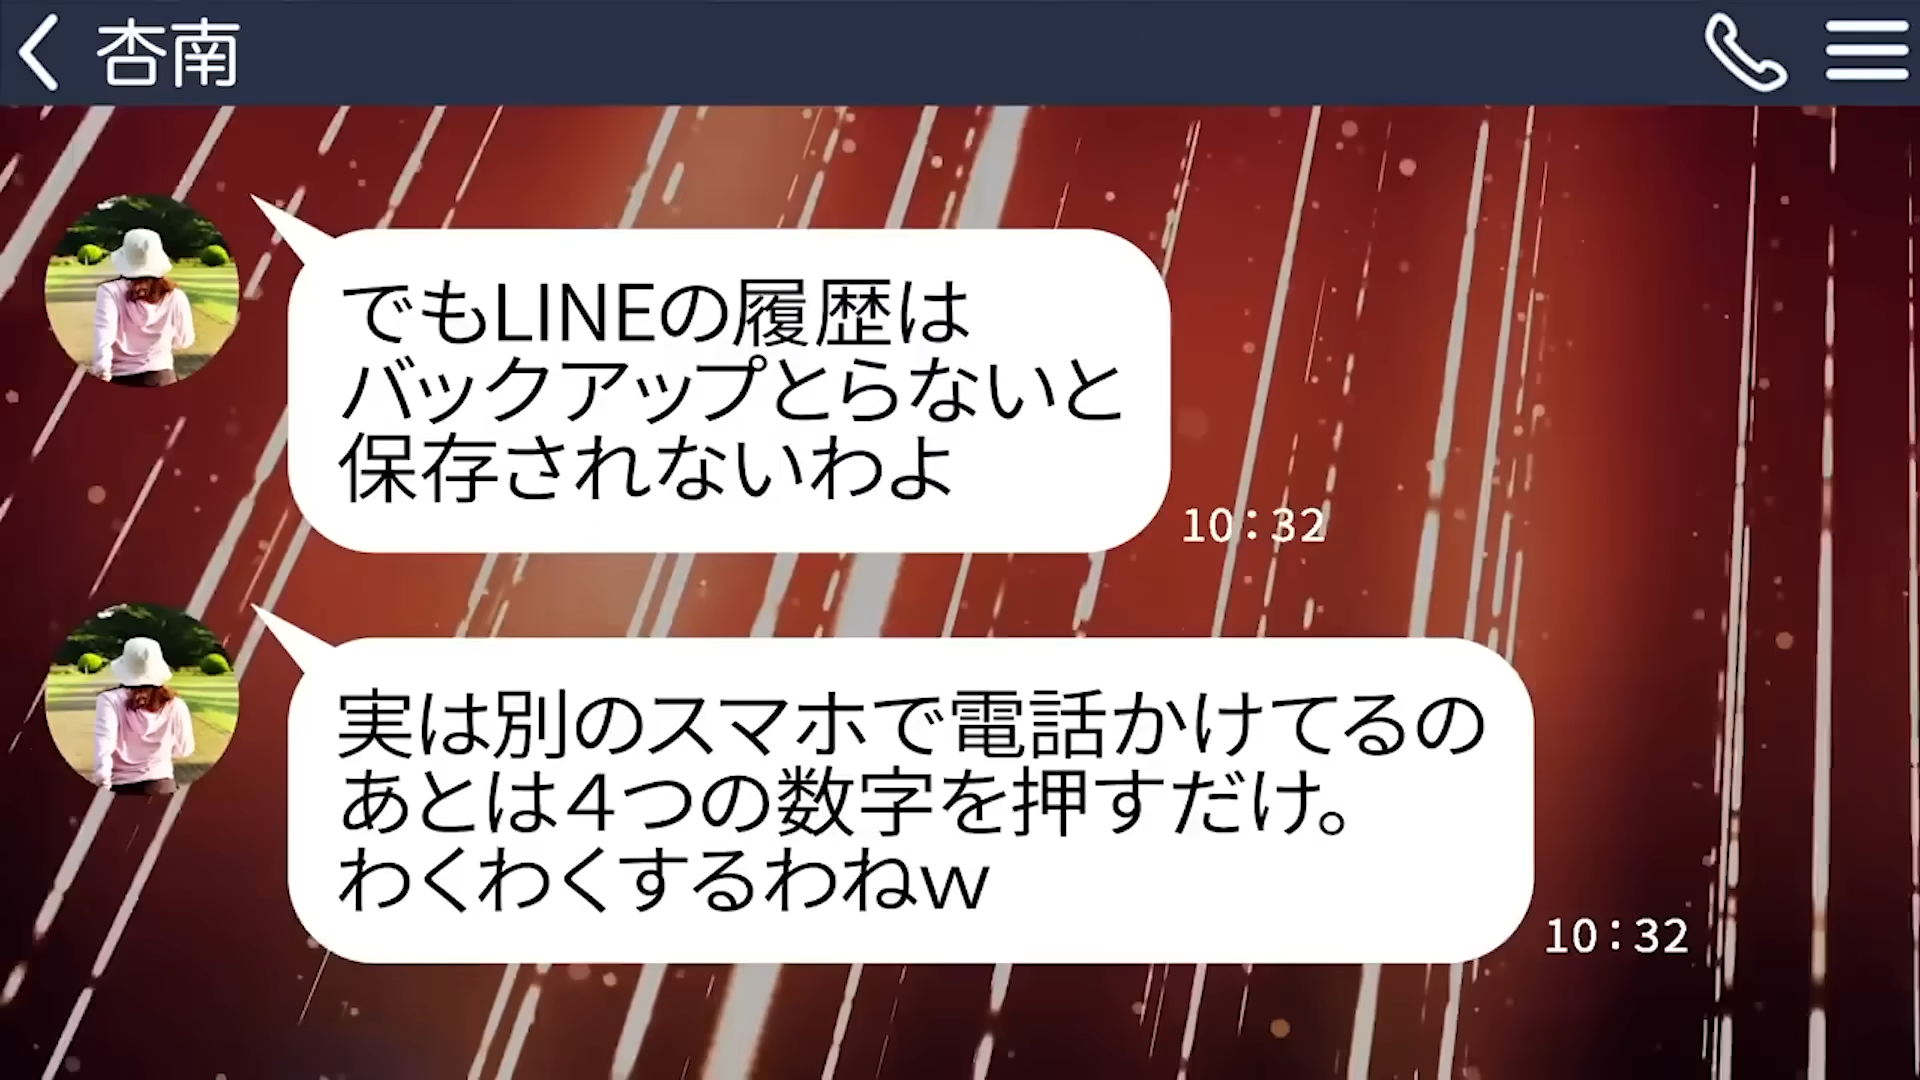 杏南
でもLINEの履歴は
バックアップとらないと
保存されないわよ
10:32
実は別のスマホで電話かけてるの
あとは4つの数字を押すだけ。
わくわくするわねw
10:32